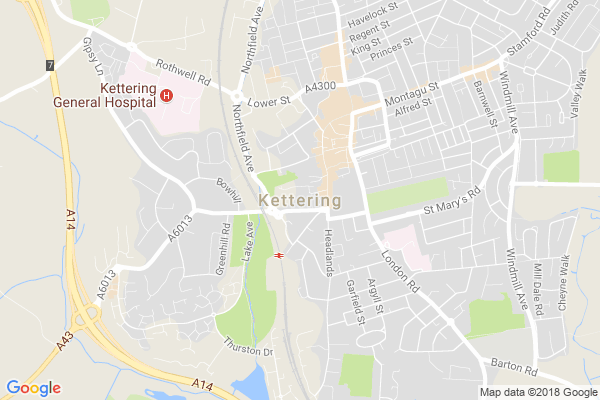 Havelock St
Regent St
King St
Princes St
Stamford Rd
Judith Rd
Northfield Ave
Gipsy Ln
Rothwell Rd
7
Kettering
General Hospital
H
Lower St
A4300
Montagu St
Alfred St
Barnwell St
Windmill Ave
Valley Walk
Northfield Ave
Bowhill
Kettering
St Mary's Rd
A14
A6013
Greenhill Rd
Lake Ave
Headlands
London Rd
Windmill Ave
Mill Dale Rd
Cheyne Walk
A6013
Garfield St
Argyll St
A43
Thurston Dr
A14
Barton Rd
Google
Map data ©2018 Google